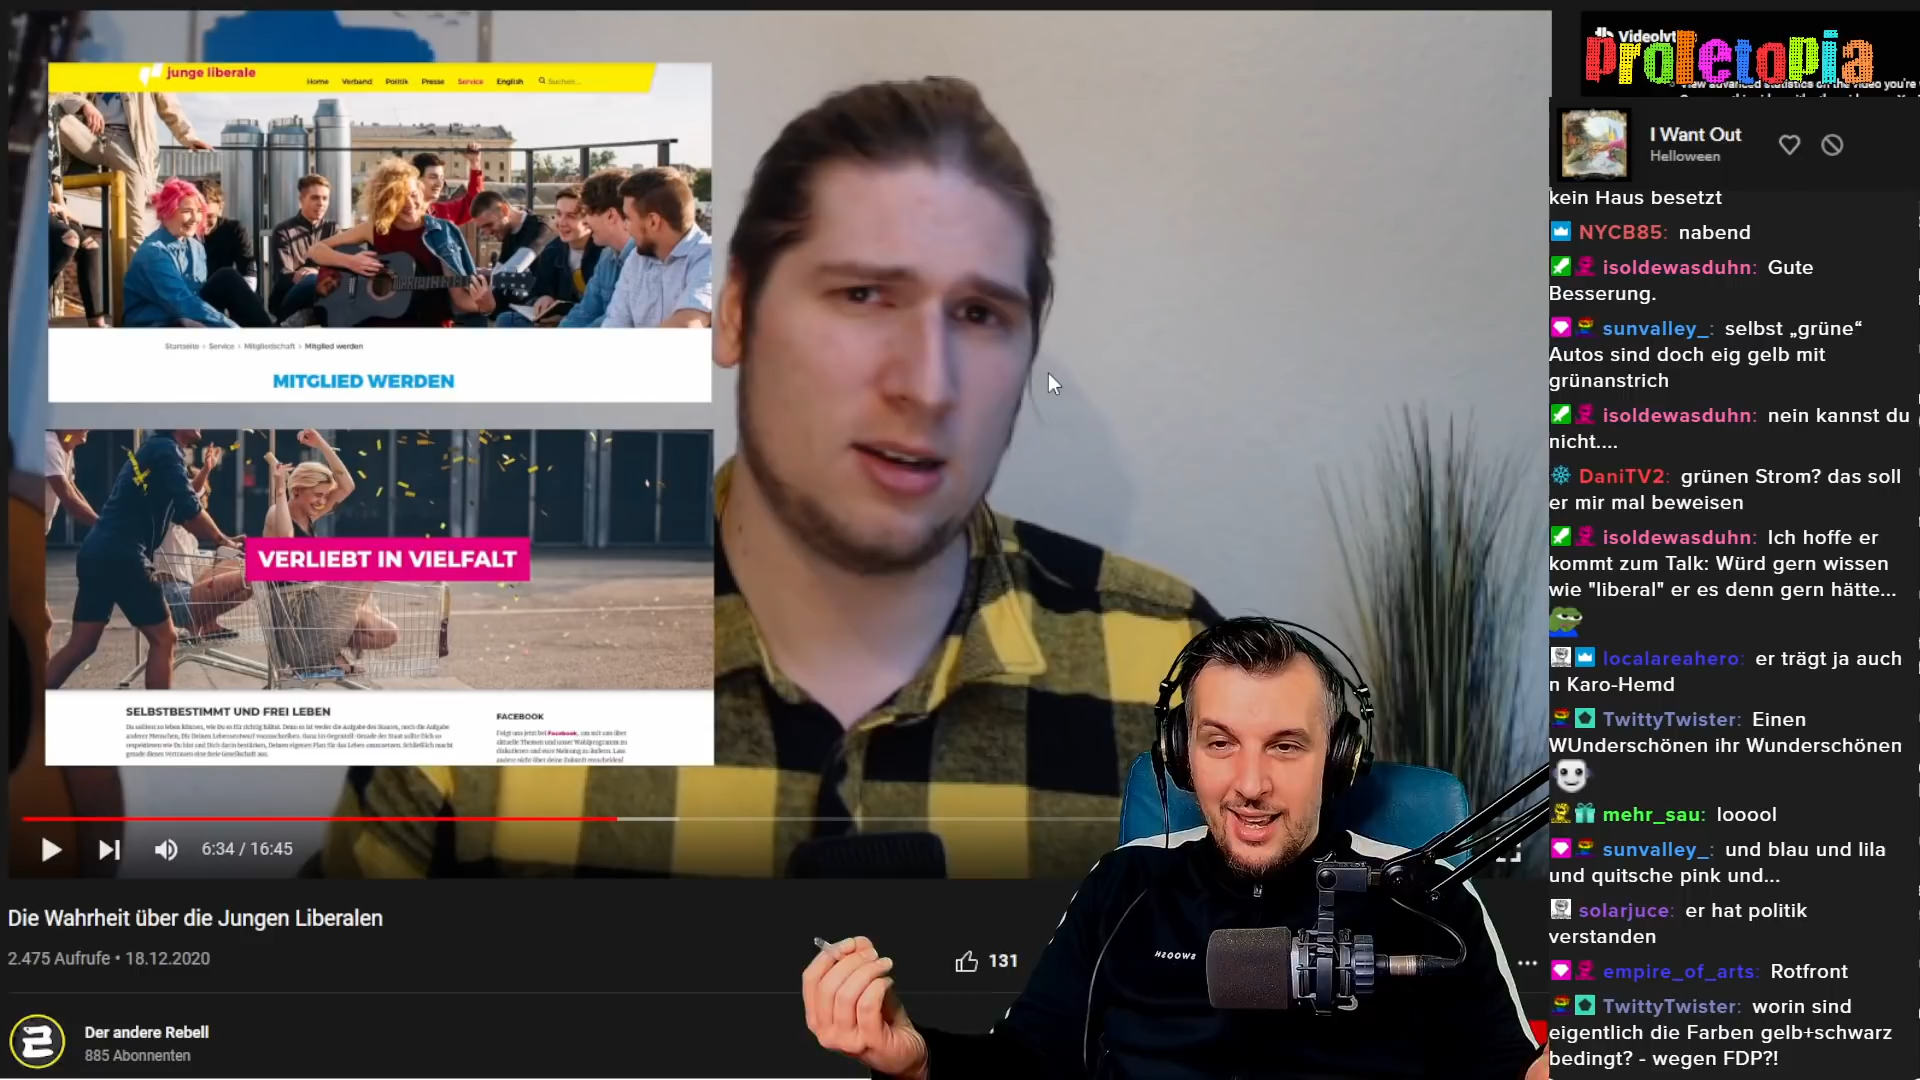 junge liberale
Home Verband Politik Presse Service English Suchen...
Startseite › Service › Mitgliedschaft › Mitglied werden
MITGLIED WERDEN
VERLIEBT IN VIELFALT
SELBSTBESTIMMT UND FREI LEBEN
FACEBOOK
6:34 / 16:45
Die Wahrheit über die Jungen Liberalen
2.475 Aufrufe • 18.12.2020
131
Der andere Rebell
885 Abonnenten
SWOOSH
Proletopia
I Want Out
Helloween
kein Haus besetzt
NYCB85: nabend
isoldewasduhn: Gute
Besserung.
sunvalley_: selbst „grüne“
Autos sind doch eig gelb mit
grünanstrich
isoldewasduhn: nein kannst du
nicht....
DaniTV2: grünen Strom? das soll
er mir mal beweisen
isoldewasduhn: Ich hoffe er
kommt zum Talk: Würd gern wissen
wie "liberal" er es denn gern hätte...
localareahero: er trägt ja auch
n Karo-Hemd
TwittyTwister: Einen
WUnderschönen ihr Wunderschönen
mehr_sau: looool
sunvalley_: und blau und lila
und quitsche pink und...
solarjuce: er hat politik
verstanden
empire_of_arts: Rotfront
TwittyTwister: worin sind
eigentlich die Farben gelb+schwarz
bedingt? - wegen FDP?!